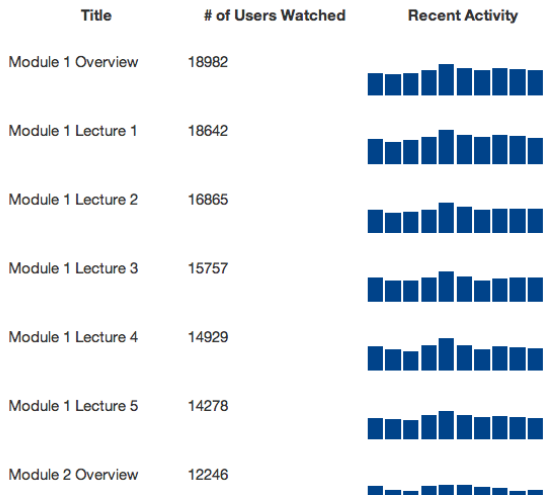 Title # of Users Watched Recent Activity
Module 1 Overview 18982
Module 1 Lecture 1 18642
Module 1 Lecture 2 16865
Module 1 Lecture 3 15757
Module 1 Lecture 4 14929
Module 1 Lecture 5 14278
Module 2 Overview 12246